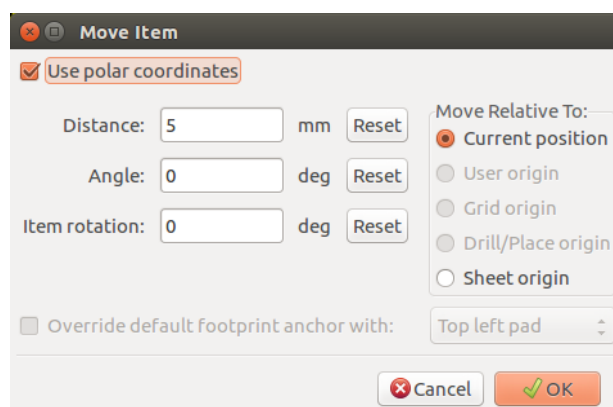 Move Item
Use polar coordinates
Distance: 5 mm Reset
Angle: 0 deg Reset
Item rotation: 0 deg Reset
Move Relative To:
Current position
User origin
Grid origin
Drill/Place origin
Sheet origin
Override default footprint anchor with: Top left pad
Cancel OK